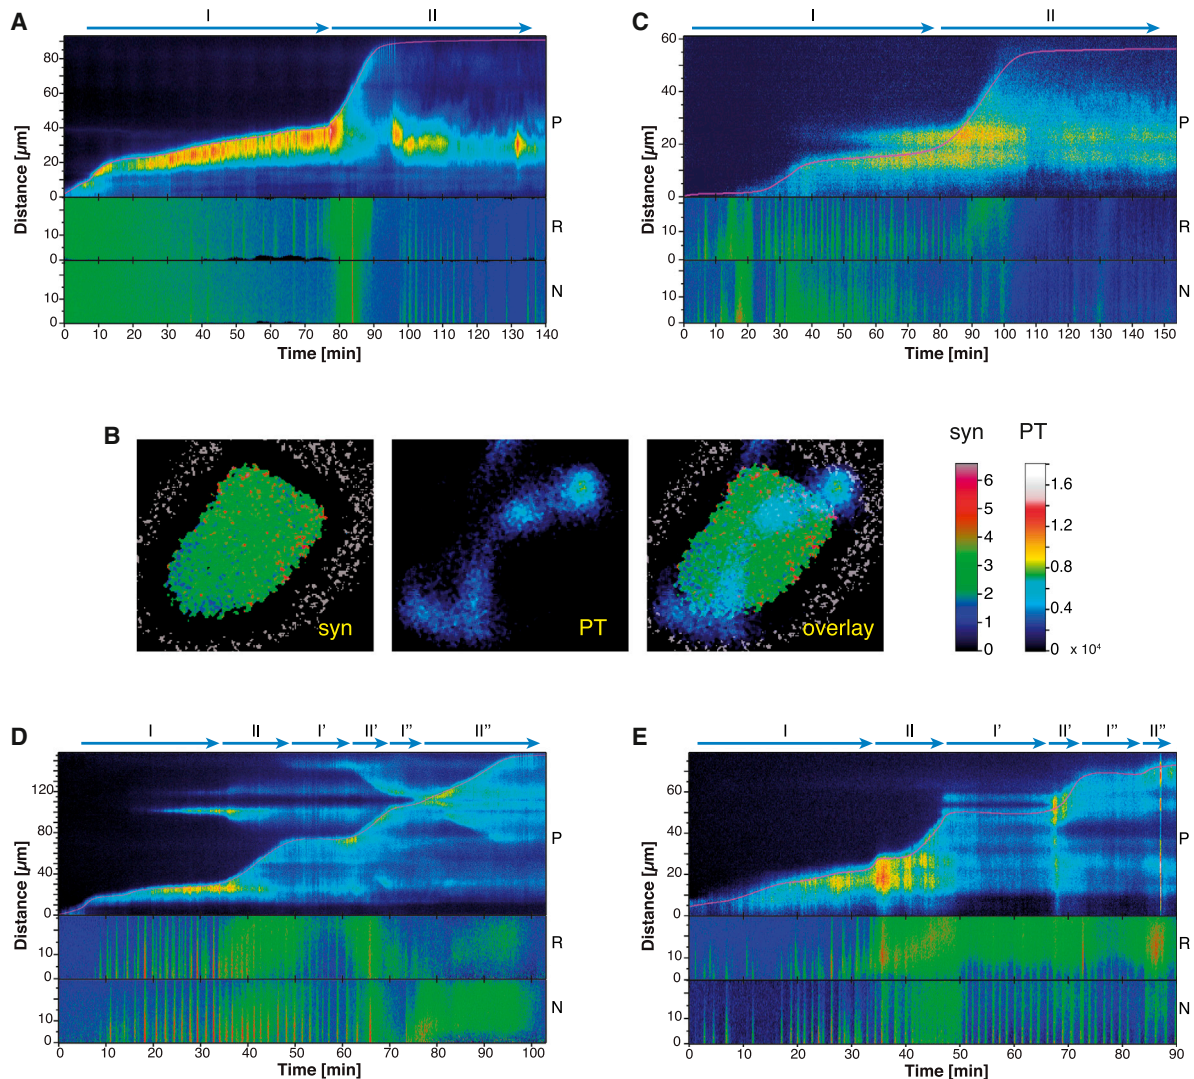 A
I
II
Distance [µm]
80
60
40
20
0
P
10
0
R
10
0
N
0 10 20 30 40 50 60 70 80 90 100 110 120 130 140
Time [min]
C
I
II
Distance [µm]
60
40
20
0
P
10
0
R
10
0
N
0 10 20 30 40 50 60 70 80 90 100 110 120 130 140 150
Time [min]
B
syn
PT
overlay
syn
6
5
4
3
2
1
0
PT
1.6
1.2
0.8
0.4
0 x 10⁴
D
I
II
I'
II'
I''
II''
Distance [µm]
120
80
40
0
P
10
0
R
10
0
N
0 10 20 30 40 50 60 70 80 90 100
Time [min]
E
I
II
I'
II'
I''
II''
Distance [µm]
60
40
20
0
P
10
0
R
10
0
N
0 10 20 30 40 50 60 70 80 90
Time [min]